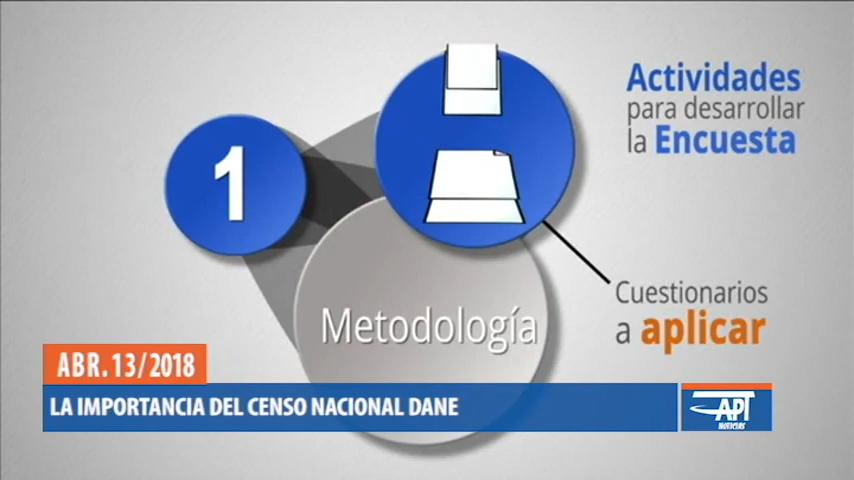 Actividades
para desarrollar
la Encuesta
1
Metodología
Cuestionarios
a aplicar
ABR. 13/2018
LA IMPORTANCIA DEL CENSO NACIONAL DANE
APT
NOTICIAS